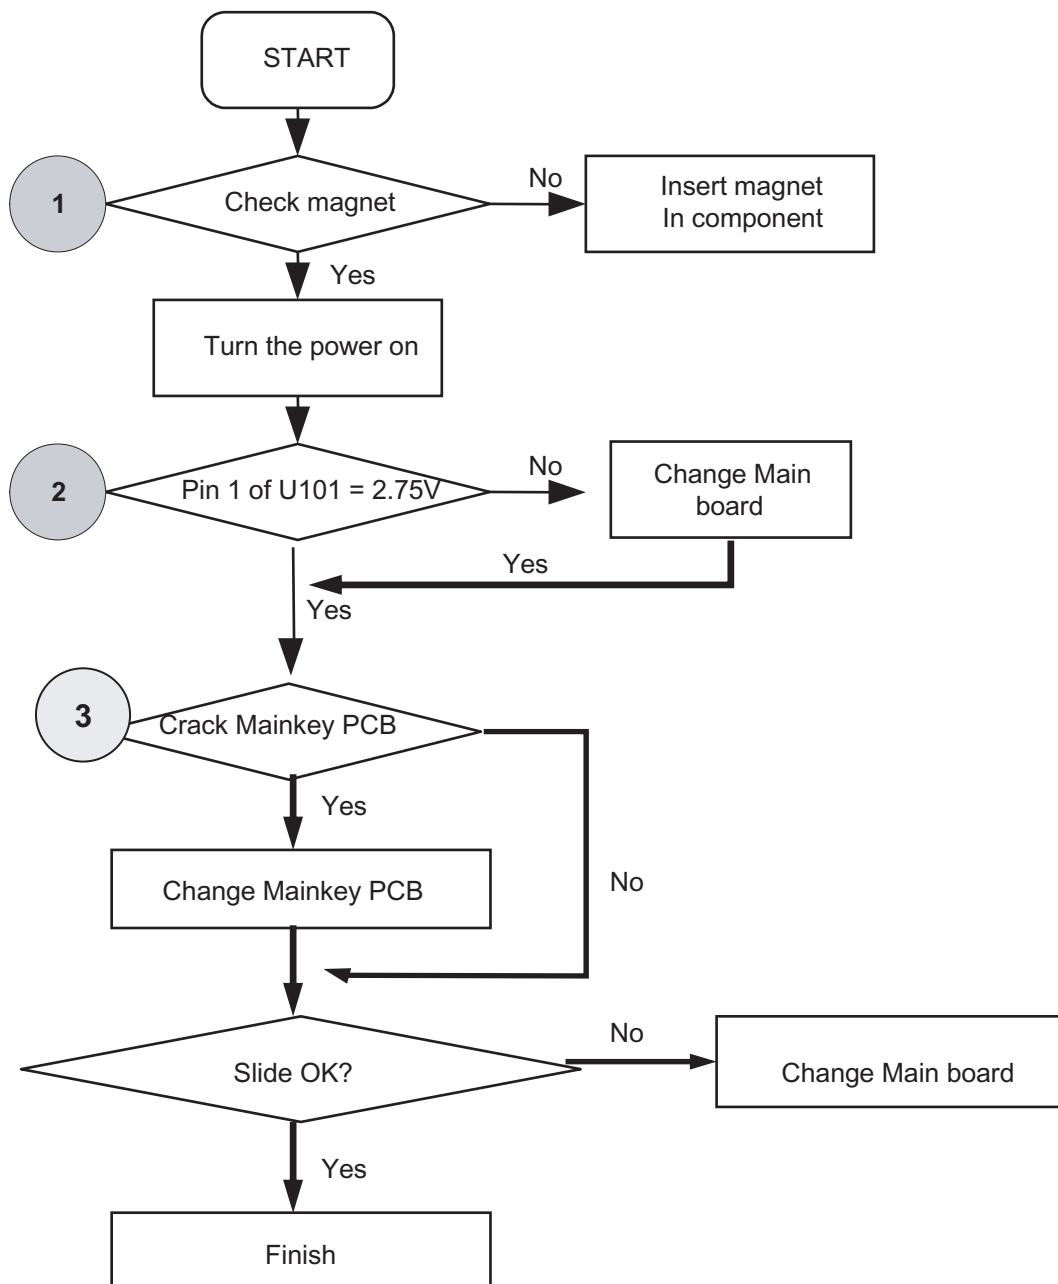 START
1
Check magnet
No
Insert magnet
In component
Yes
Turn the power on
2
Pin 1 of U101 = 2.75V
No
Change Main
board
Yes
Yes
3
Crack Mainkey PCB
Yes
Change Mainkey PCB
No
Slide OK?
No
Change Main board
Yes
Finish